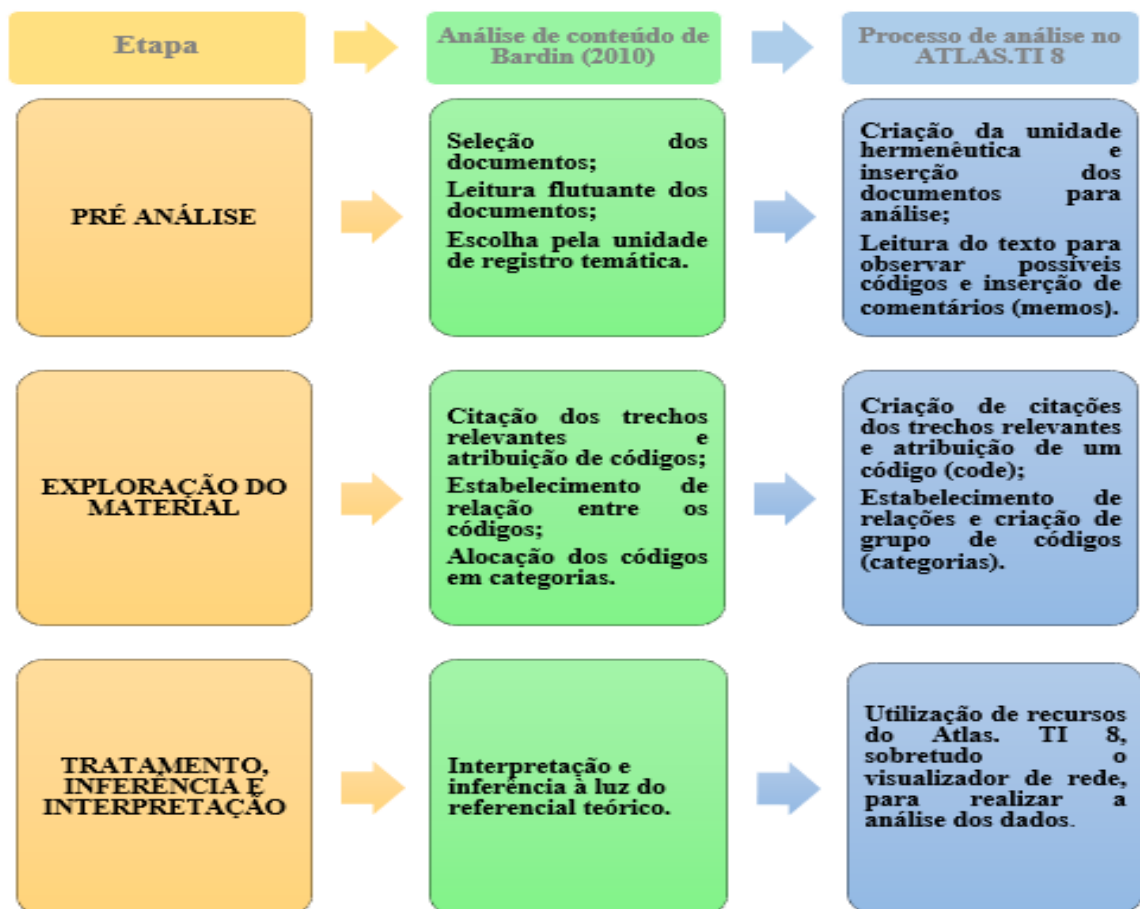 Etapa
Análise de conteúdo de
Bardin (2010)
Processo de análise no
ATLAS.TI 8
PRÉ ANÁLISE
Seleção dos
documentos;
Leitura flutuante dos
documentos;
Escolha pela unidade
de registro temática.
Criação da unidade
hermenêutica e
inserção dos
documentos para
análise;
Leitura do texto para
observar possíveis
códigos e inserção de
comentários (memos).
EXPLORAÇÃO DO
MATERIAL
Citação dos trechos
relevantes e
atribuição de códigos;
Estabelecimento de
relação entre os
códigos;
Alocação dos códigos
em categorias.
Criação de citações
dos trechos relevantes
e atribuição de um
código (code);
Estabelecimento de
relações e criação de
grupo de códigos
(categorias).
TRATAMENTO,
INFERÊNCIA E
INTERPRETAÇÃO
Interpretação e
inferência à luz do
referencial teórico.
Utilização de recursos
do Atlas. TI 8,
sobretudo o
visualizador de rede,
para realizar a
análise dos dados.